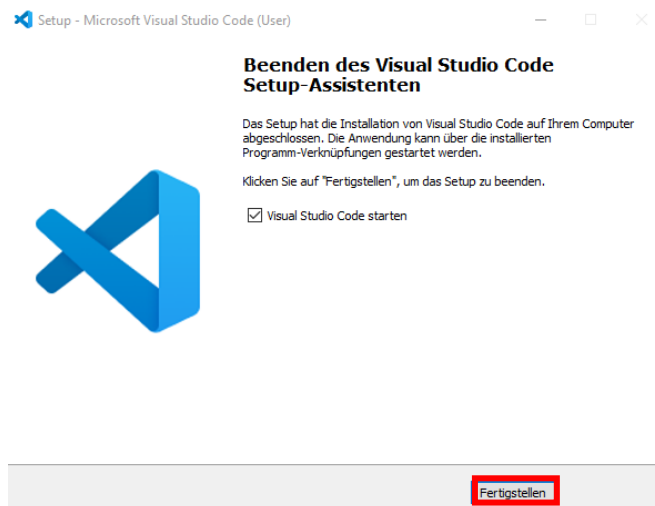 Setup - Microsoft Visual Studio Code (User)
Beenden des Visual Studio Code
Setup-Assistenten
Das Setup hat die Installation von Visual Studio Code auf Ihrem Computer
abgeschlossen. Die Anwendung kann über die installierten
Programm-Verknüpfungen gestartet werden.
Klicken Sie auf "Fertigstellen", um das Setup zu beenden.
Visual Studio Code starten
Fertigstellen